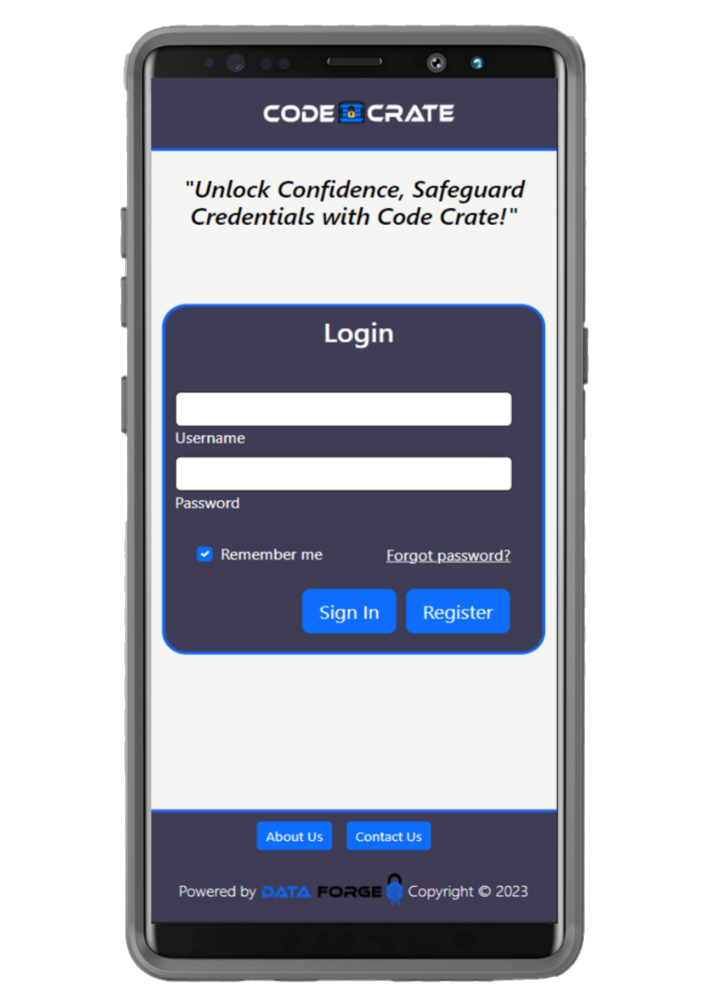 CODE CRATE
"Unlock Confidence, Safeguard
Credentials with Code Crate!"
Login
Username
Password
Remember me Forgot password?
Sign In Register
About Us Contact Us
Powered by DATA FORGE Copyright © 2023